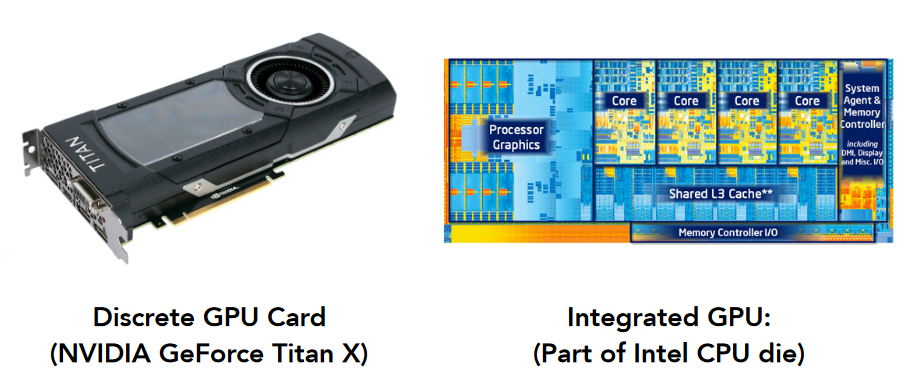 TITAN
NVIDIA
Core
Core
Core
Core
Processor
Graphics
System
Agent &
Memory
Controller
including
DMI, Display
and Misc. I/O
Shared L3 Cache**
Memory Controller I/O
Discrete GPU Card
(NVIDIA GeForce Titan X)
Integrated GPU:
(Part of Intel CPU die)